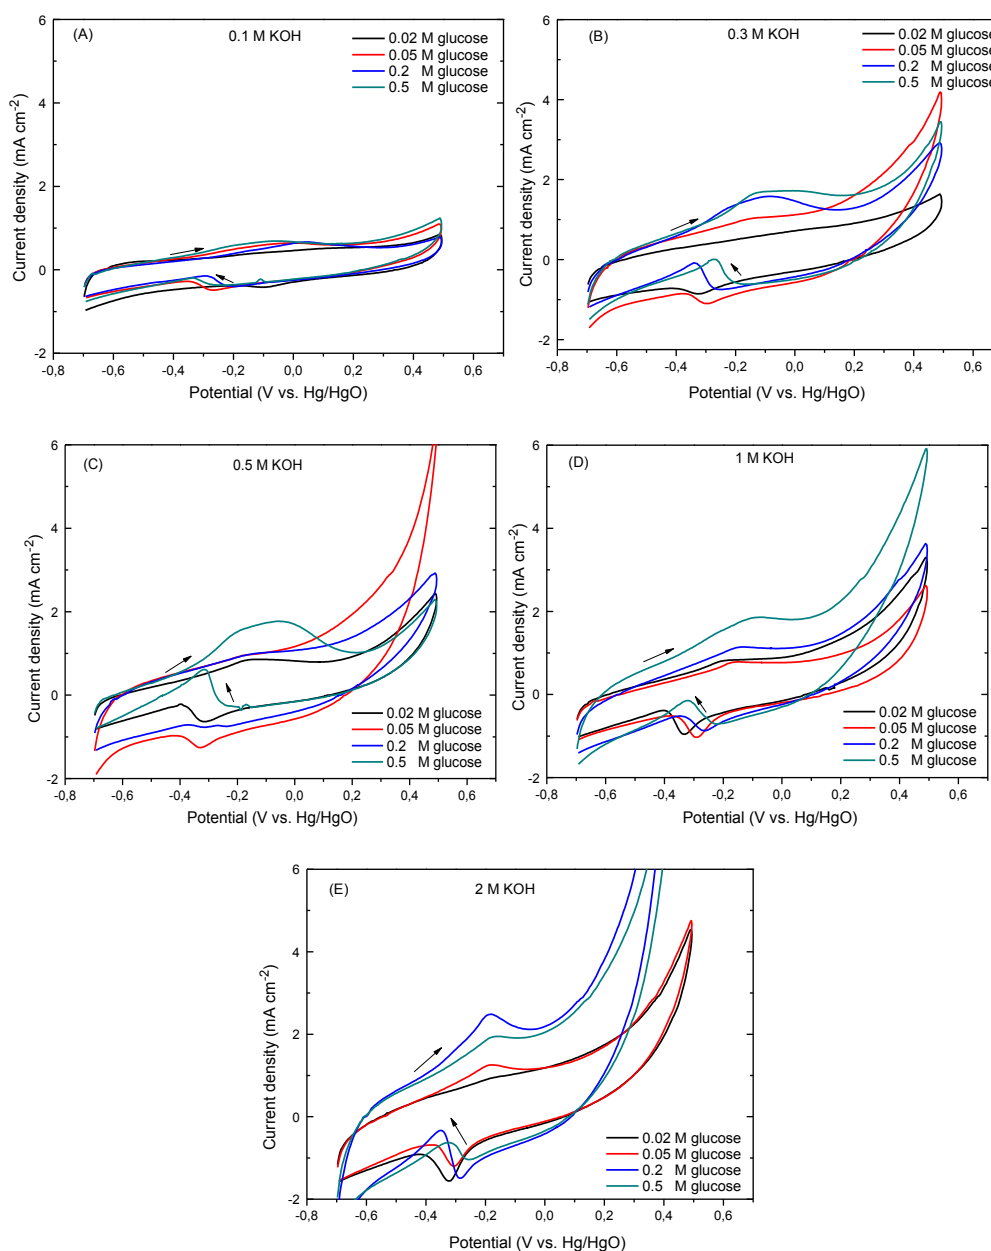 (A)
0.1 M KOH
0.02 M glucose
0.05 M glucose
0.2 M glucose
0.5 M glucose
6
4
2
0
-2
-0,8 -0,6 -0,4 -0,2 0,0 0,2 0,4 0,6
Current density (mA cm-2)
Potential (V vs. Hg/HgO)
(B)
0.3 M KOH
0.02 M glucose
0.05 M glucose
0.2 M glucose
0.5 M glucose
6
4
2
0
-2
-0,8 -0,6 -0,4 -0,2 0,0 0,2 0,4 0,6
Current density (mA cm-2)
Potential (V vs. Hg/HgO)
(C)
0.5 M KOH
6
4
2
0
-2
0.02 M glucose
0.05 M glucose
0.2 M glucose
0.5 M glucose
-0,8 -0,6 -0,4 -0,2 0,0 0,2 0,4 0,6
Current density (mA cm-2)
Potential (V vs. Hg/HgO)
(D)
1 M KOH
6
4
2
0
-2
0.02 M glucose
0.05 M glucose
0.2 M glucose
0.5 M glucose
-0,8 -0,6 -0,4 -0,2 0,0 0,2 0,4 0,6
Current density (mA cm-2)
Potential (V vs. Hg/HgO)
(E)
2 M KOH
6
4
2
0
-2
0.02 M glucose
0.05 M glucose
0.2 M glucose
0.5 M glucose
-0,8 -0,6 -0,4 -0,2 0,0 0,2 0,4 0,6
Current density (mA cm-2)
Potential (V vs. Hg/HgO)